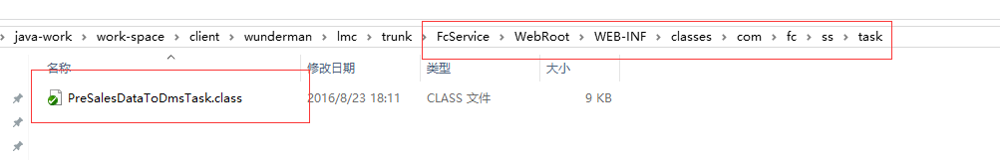 java-work > work-space > client > wunderman > lmc > trunk > FcService > WebRoot > WEB-INF > classes > com > fc > ss > task
名称 修改日期 类型 大小
PreSalesDataToDmsTask.class 2016/8/23 18:11 CLASS 文件 9 KB